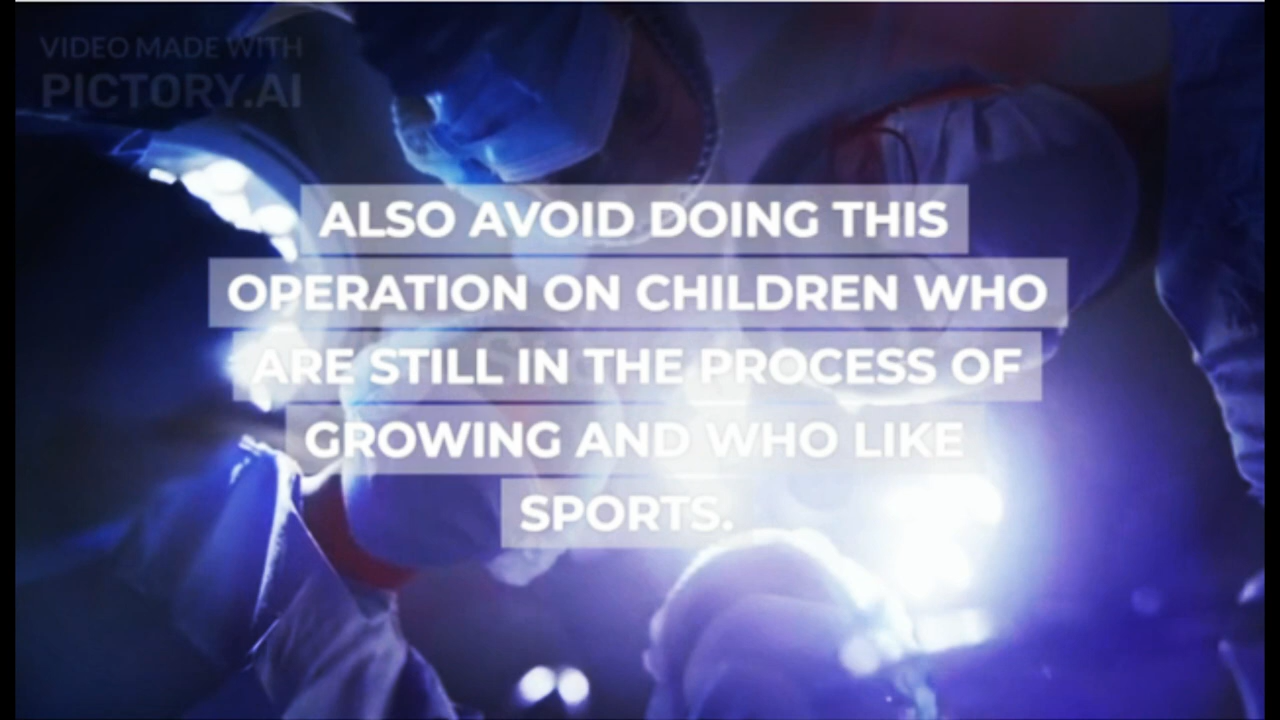 VIDEO MADE WITH
PICTORY.AI
ALSO AVOID DOING THIS
OPERATION ON CHILDREN WHO
ARE STILL IN THE PROCESS OF
GROWING AND WHO LIKE
SPORTS.